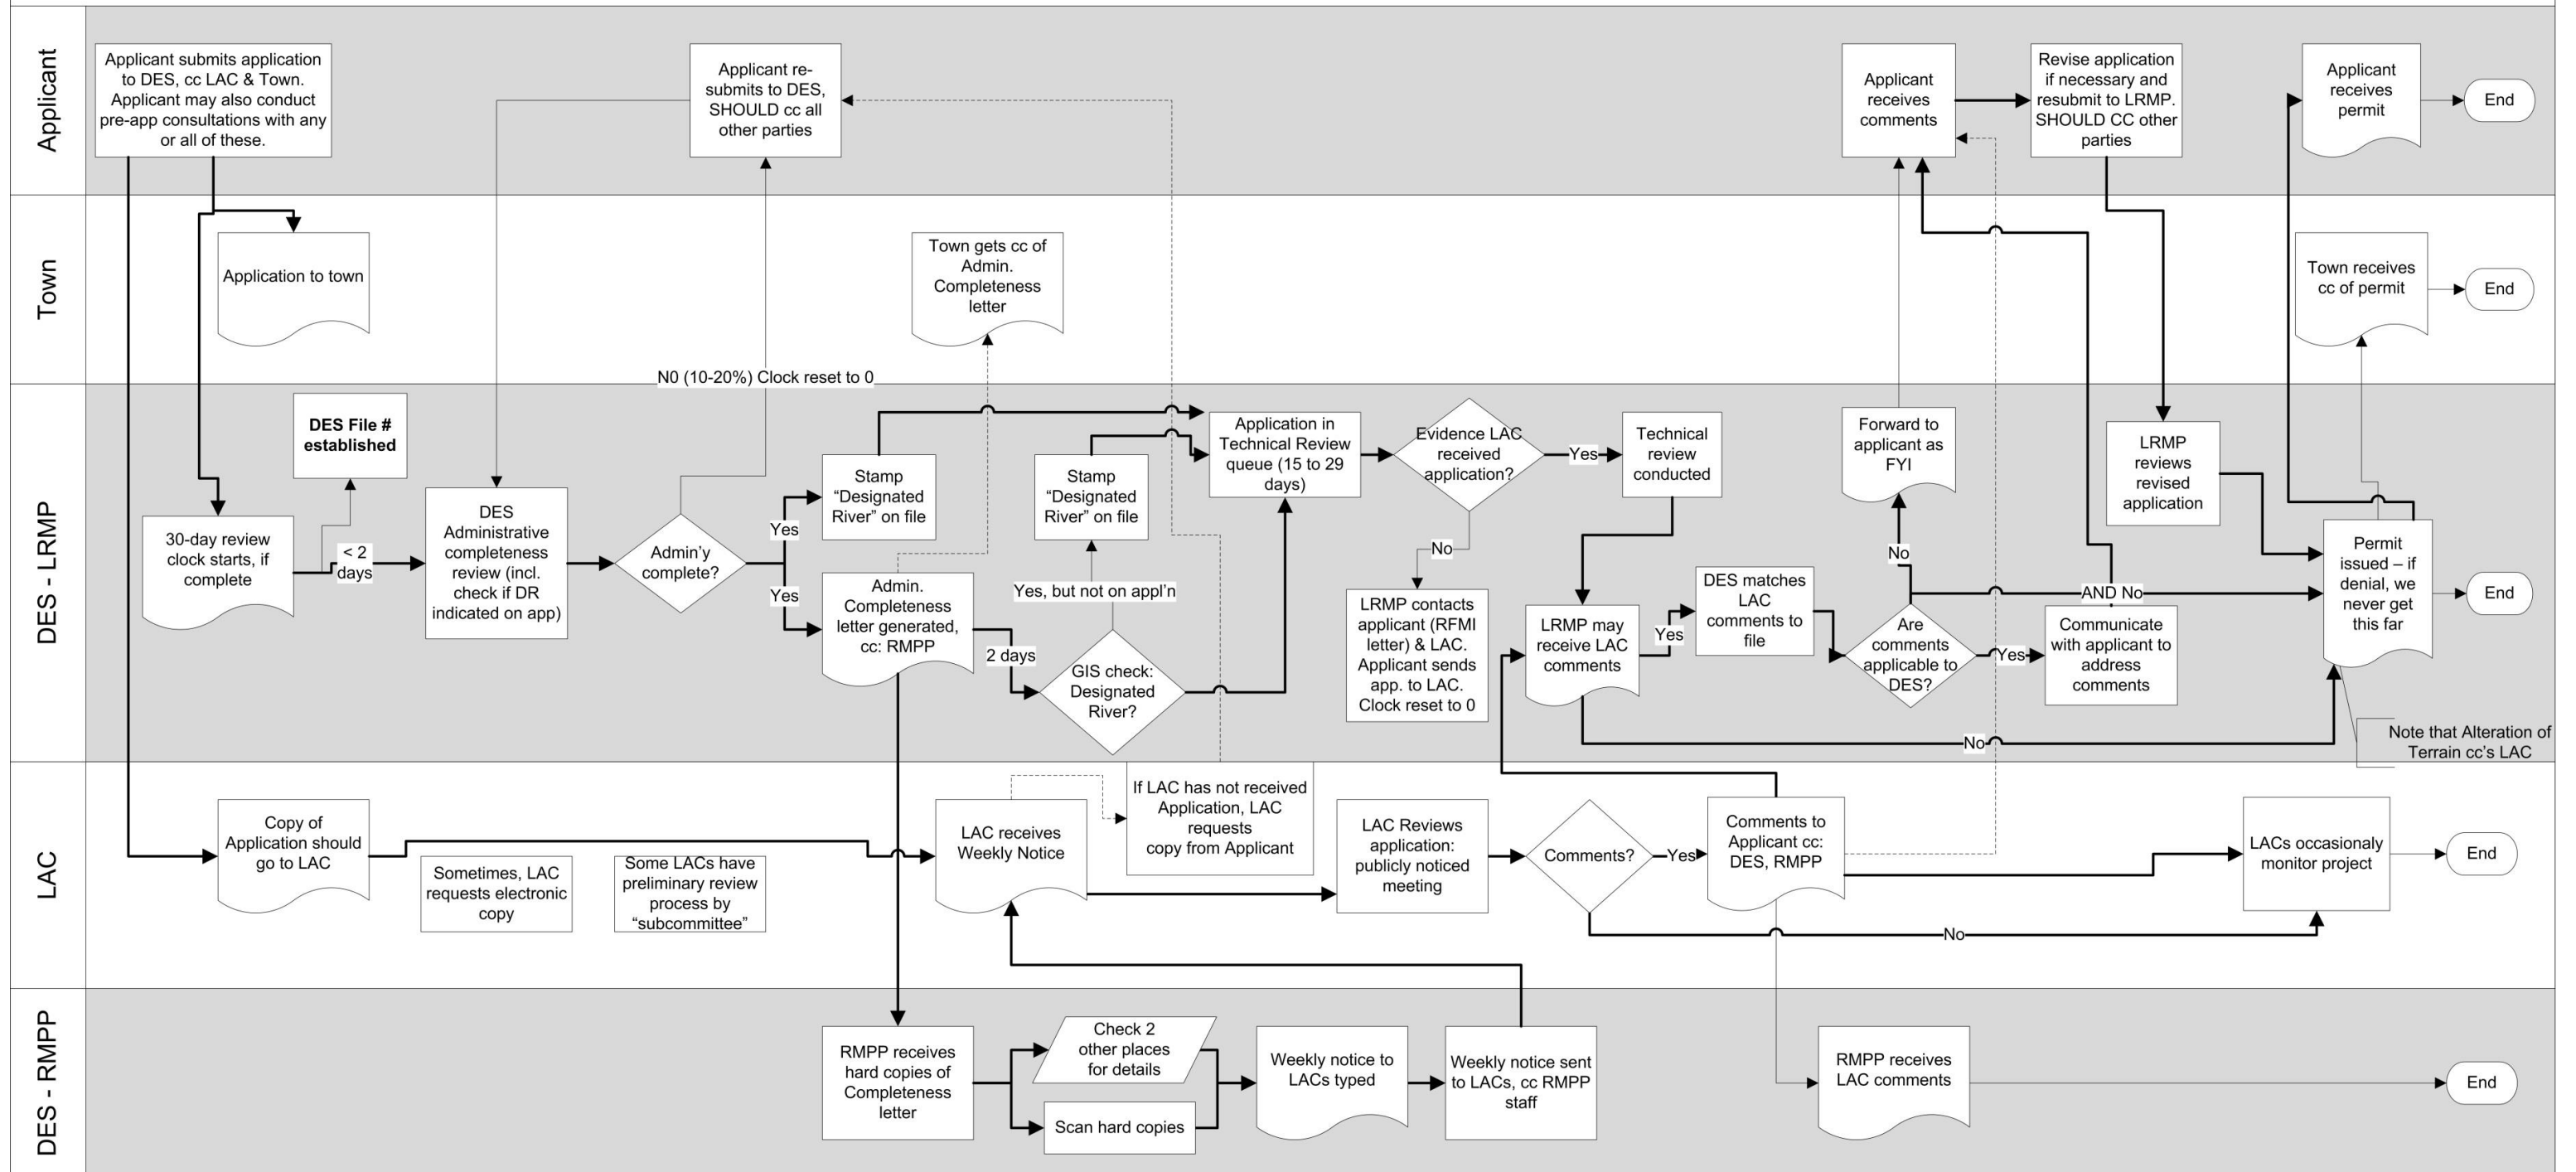 Applicant
Applicant submits application
to DES, cc LAC & Town.
Applicant may also conduct
pre-app consultations with any
or all of these.
Applicant re-
submits to DES,
SHOULD cc all
other parties
Applicant
receives
comments
Revise application
if necessary and
resubmit to LRMP.
SHOULD CC other
parties
Applicant
receives
permit
End
Town
Application to town
Town gets cc of
Admin.
Completeness
letter
Town receives
cc of permit
End
N0 (10-20%) Clock reset to 0
DES - LRMP
30-day review
clock starts, if
complete
DES File #
established
< 2
days
DES
Administrative
completeness
review (incl.
check if DR
indicated on app)
Admin'y
complete?
Yes
Yes
Stamp
“Designated
River” on file
Admin.
Completeness
letter generated,
cc: RMPP
2 days
Stamp
“Designated
River” on file
Yes, but not on appl’n
GIS check:
Designated
River?
Application in
Technical Review
queue (15 to 29
days)
Evidence LAC
received
application?
Yes
No
LRMP contacts
applicant (RFMI
letter) & LAC.
Applicant sends
app. to LAC.
Clock reset to 0
Technical
review
conducted
LRMP may
receive LAC
comments
Yes
No
DES matches
LAC
comments to
file
Forward to
applicant as
FYI
No
Are
comments
applicable to
DES?
Yes
AND No
Communicate
with applicant to
address
comments
LRMP
reviews
revised
application
Permit
issued – if
denial, we
never get
this far
End
Note that Alteration of
Terrain cc’s LAC
LAC
Copy of
Application should
go to LAC
Sometimes, LAC
requests electronic
copy
Some LACs have
preliminary review
process by
“subcommittee”
LAC receives
Weekly Notice
If LAC has not received
Application, LAC
requests
copy from Applicant
LAC Reviews
application:
publicly noticed
meeting
Comments?
Yes
No
Comments to
Applicant cc:
DES, RMPP
LACs occasionaly
monitor project
End
DES - RMPP
RMPP receives
hard copies of
Completeness
letter
Check 2
other places
for details
Scan hard copies
Weekly notice to
LACs typed
Weekly notice sent
to LACs, cc RMPP
staff
RMPP receives
LAC comments
End